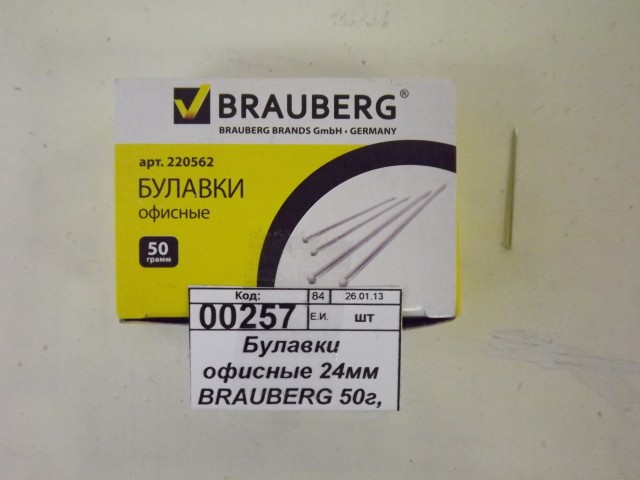 BRAUBERG®
BRAUBERG BRANDS GmbH • GERMANY
арт. 220562
БУЛАВКИ
офисные
50
грамм
Код: 84 26.01.13
00257 Е.И. шт
Булавки
офисные 24мм
BRAUBERG 50г,